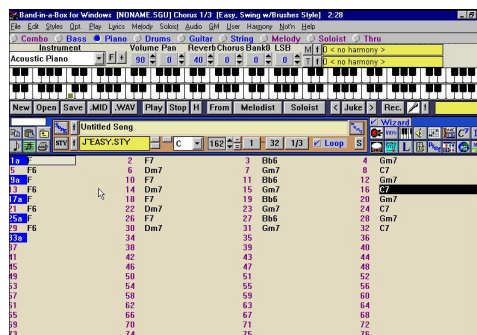 Band-in-a-Box for Windows [NONAME.SGU] Chorus 1/3 [Easy, Swing w/Brushes Style] 2:28
File Edit Styles Opt Play Lyrics Melody Soloist Audio GM User Harmony Not'n Help
Combo Bass Piano Drums Guitar String Melody Soloist Thru
Instrument Volume Pan Reverb Chorus Bank0 LSB M f 0 < no harmony >
Acoustic Piano F + 90 0 40 0 0 0 T f 0 < no harmony >
New Open Save .MID .WAV Play Stop H From Melodist Soloist < Juke > Rec. !
f Untitled Song Wizard
STY f J'EASY.STY C 162 1 - 32 1/3 Loop S
1a F 2 F7 3 Bb6 4 Gm7
5 F6 6 Dm7 7 Gm7 8 C7
9a F 10 F7 11 Bb6 12 Gm7
13 F6 14 Dm7 15 Gm7 16 C7
17a F 18 F7 19 Bb6 20 Gm7
21 F6 22 Dm7 23 Gm7 24 C7
25a F 26 F7 27 Bb6 28 Gm7
29 F6 30 Dm7 31 Gm7 32 C7
33a 34 35 36
37 38 39 40
41 42 43 44
45 46 47 48
49 50 51 52
53 54 55 56
57 58 59 60
61 62 63 64
65 66 67 68
69 70 71 72
73 74 75 76